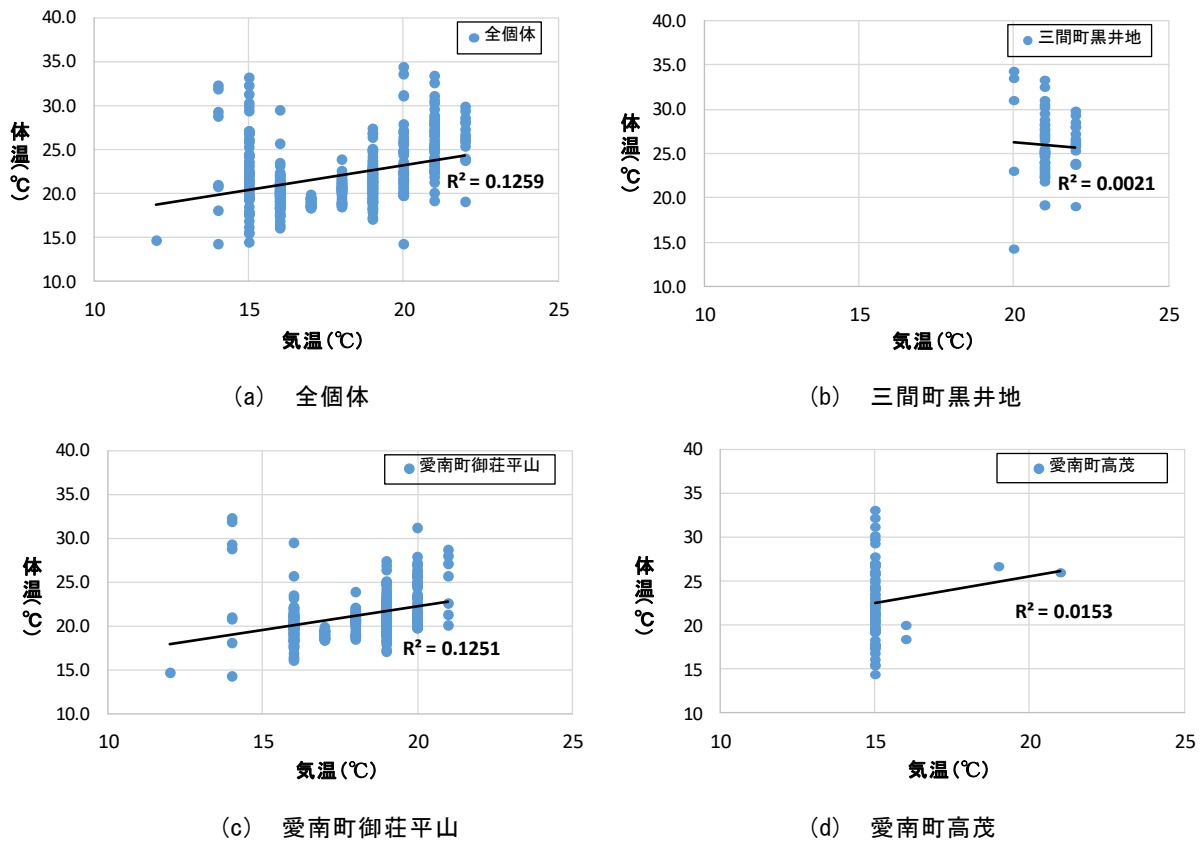 40.0
35.0
30.0
25.0
20.0
15.0
10.0
体温(℃)
全個体
R² = 0.1259
10 15 20 25
気温(℃)
(a) 全個体
40.0
35.0
30.0
25.0
20.0
15.0
10.0
体温(℃)
三間町黒井地
R² = 0.0021
10 15 20 25
気温(℃)
(b) 三間町黒井地
40.0
35.0
30.0
25.0
20.0
15.0
10.0
体温(℃)
愛南町御荘平山
R² = 0.1251
10 15 20 25
気温(℃)
(c) 愛南町御荘平山
40
35
30
25
20
15
10
体温(℃)
愛南町高茂
R² = 0.0153
10 15 20 25
気温(℃)
(d) 愛南町高茂